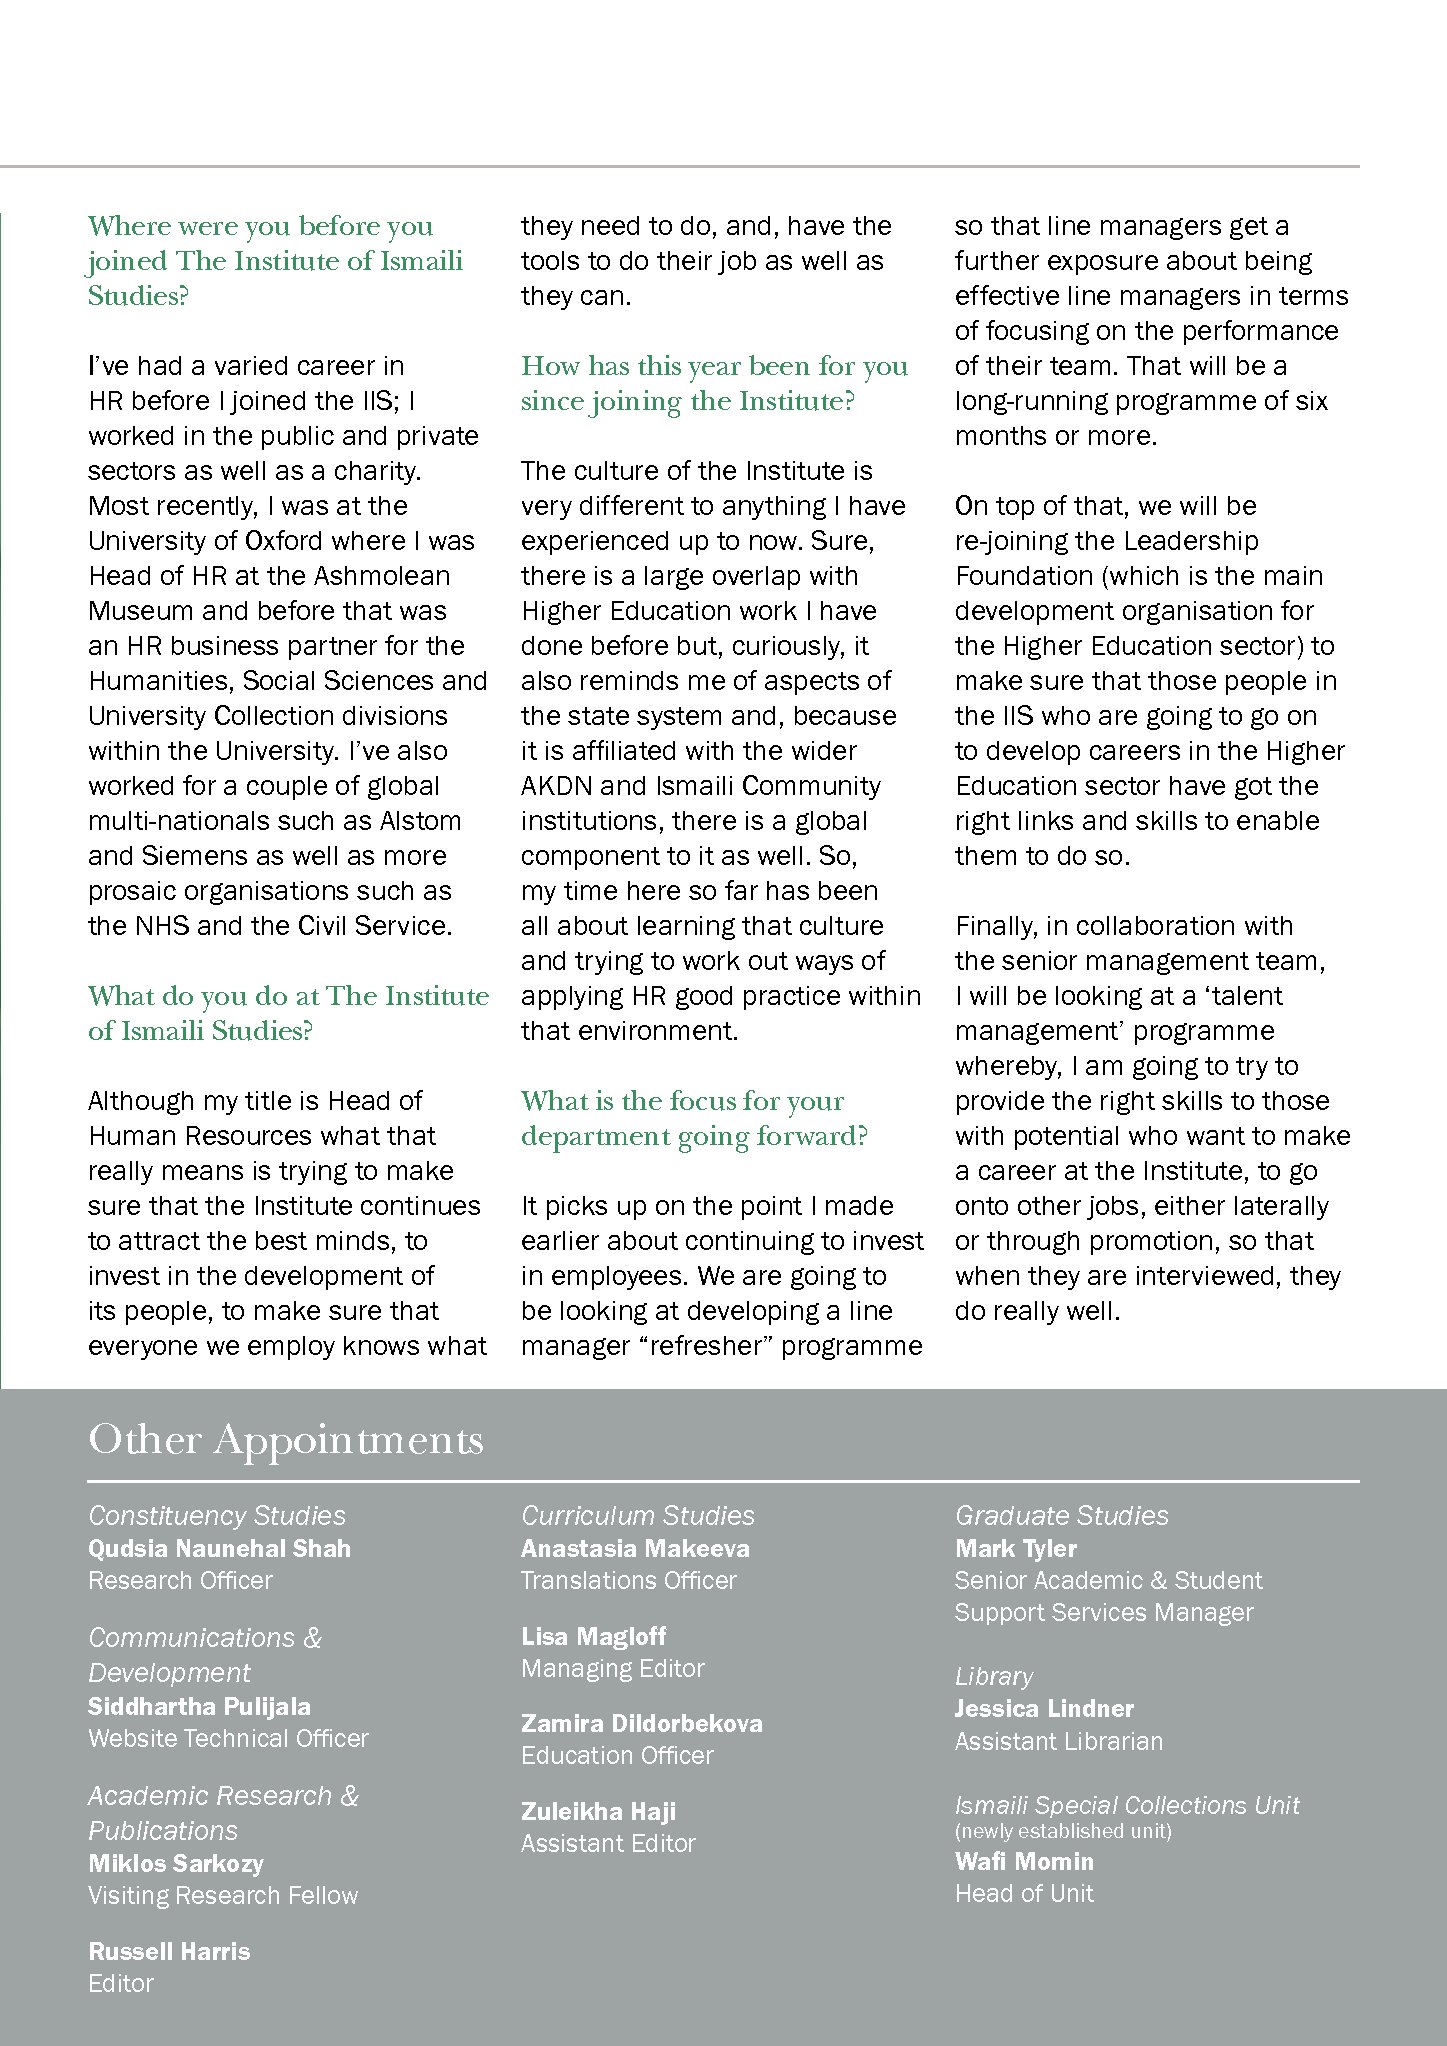 Where were you before you
joined The Institute of Ismaili
Studies?
I’ve had a varied career in
HR before I joined the IIS; I
worked in the public and private
sectors as well as a charity.
Most recently, I was at the
University of Oxford where I was
Head of HR at the Ashmolean
Museum and before that was
an HR business partner for the
Humanities, Social Sciences and
University Collection divisions
within the University. I’ve also
worked for a couple of global
multi-nationals such as Alstom
and Siemens as well as more
prosaic organisations such as
the NHS and the Civil Service.
What do you do at The Institute
of Ismaili Studies?
Although my title is Head of
Human Resources what that
really means is trying to make
sure that the Institute continues
to attract the best minds, to
invest in the development of
its people, to make sure that
everyone we employ knows what
they need to do, and, have the
tools to do their job as well as
they can.
How has this year been for you
since joining the Institute?
The culture of the Institute is
very different to anything I have
experienced up to now. Sure,
there is a large overlap with
Higher Education work I have
done before but, curiously, it
also reminds me of aspects of
the state system and, because
it is affiliated with the wider
AKDN and Ismaili Community
institutions, there is a global
component to it as well. So,
my time here so far has been
all about learning that culture
and trying to work out ways of
applying HR good practice within
that environment.
What is the focus for your
department going forward?
It picks up on the point I made
earlier about continuing to invest
in employees. We are going to
be looking at developing a line
manager “refresher” programme
so that line managers get a
further exposure about being
effective line managers in terms
of focusing on the performance
of their team. That will be a
long-running programme of six
months or more.
On top of that, we will be
re-joining the Leadership
Foundation (which is the main
development organisation for
the Higher Education sector) to
make sure that those people in
the IIS who are going to go on
to develop careers in the Higher
Education sector have got the
right links and skills to enable
them to do so.
Finally, in collaboration with
the senior management team,
I will be looking at a ‘talent
management’ programme
whereby, I am going to try to
provide the right skills to those
with potential who want to make
a career at the Institute, to go
onto other jobs, either laterally
or through promotion, so that
when they are interviewed, they
do really well.
Other Appointments
Constituency Studies
Qudsia Naunehal Shah
Research Officer
Communications &
Development
Siddhartha Pulijala
Website Technical Officer
Academic Research &
Publications
Miklos Sarkozy
Visiting Research Fellow
Russell Harris
Editor
Curriculum Studies
Anastasia Makeeva
Translations Officer
Lisa Magloff
Managing Editor
Zamira Dildorbekova
Education Officer
Zuleikha Haji
Assistant Editor
Graduate Studies
Mark Tyler
Senior Academic & Student
Support Services Manager
Library
Jessica Lindner
Assistant Librarian
Ismaili Special Collections Unit
(newly established unit)
Wafi Momin
Head of Unit